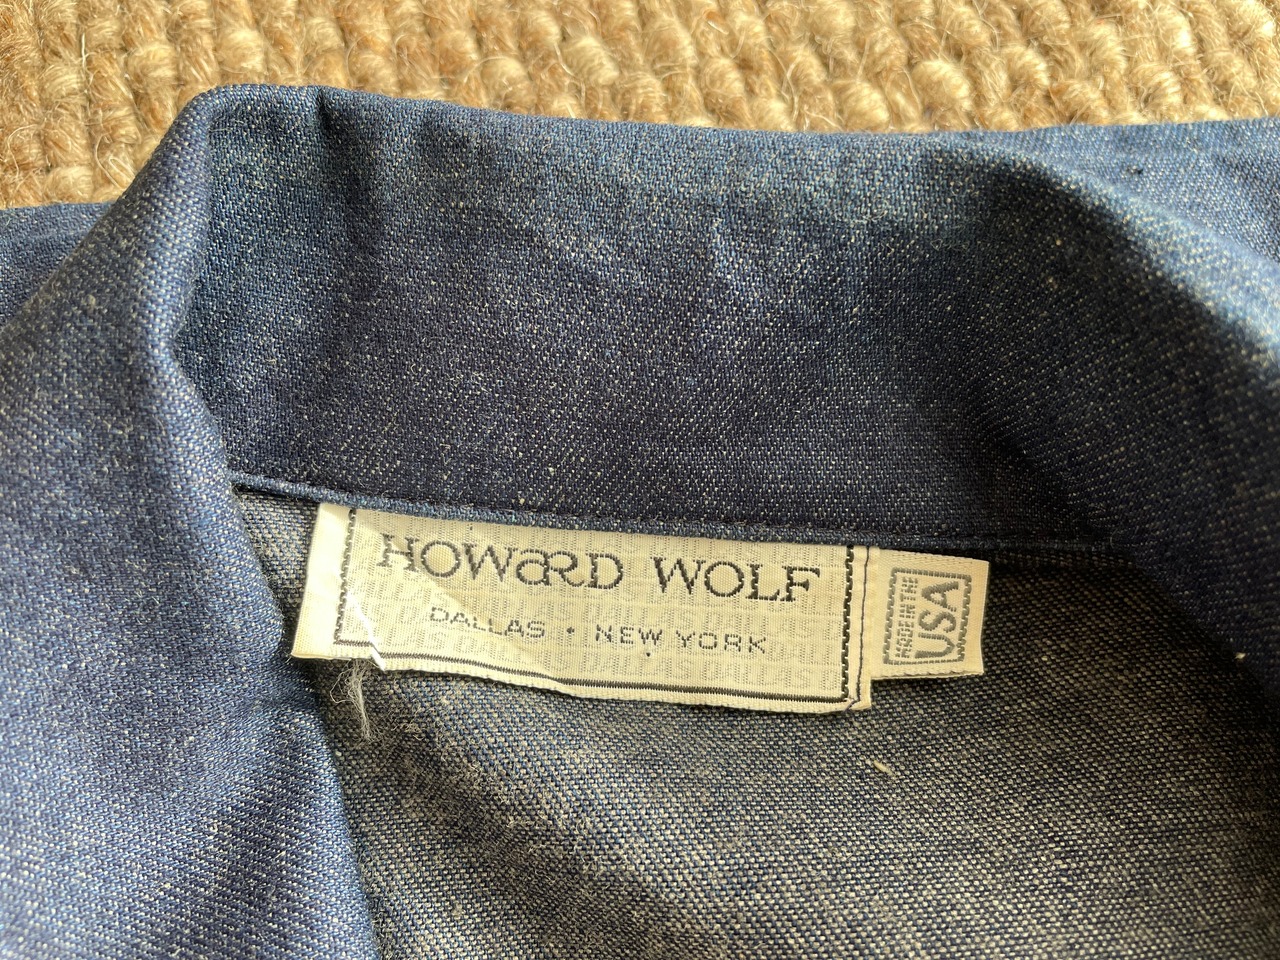 HOWaRD WOLF
DALLAS • NEW YORK
MADE IN THE
USA